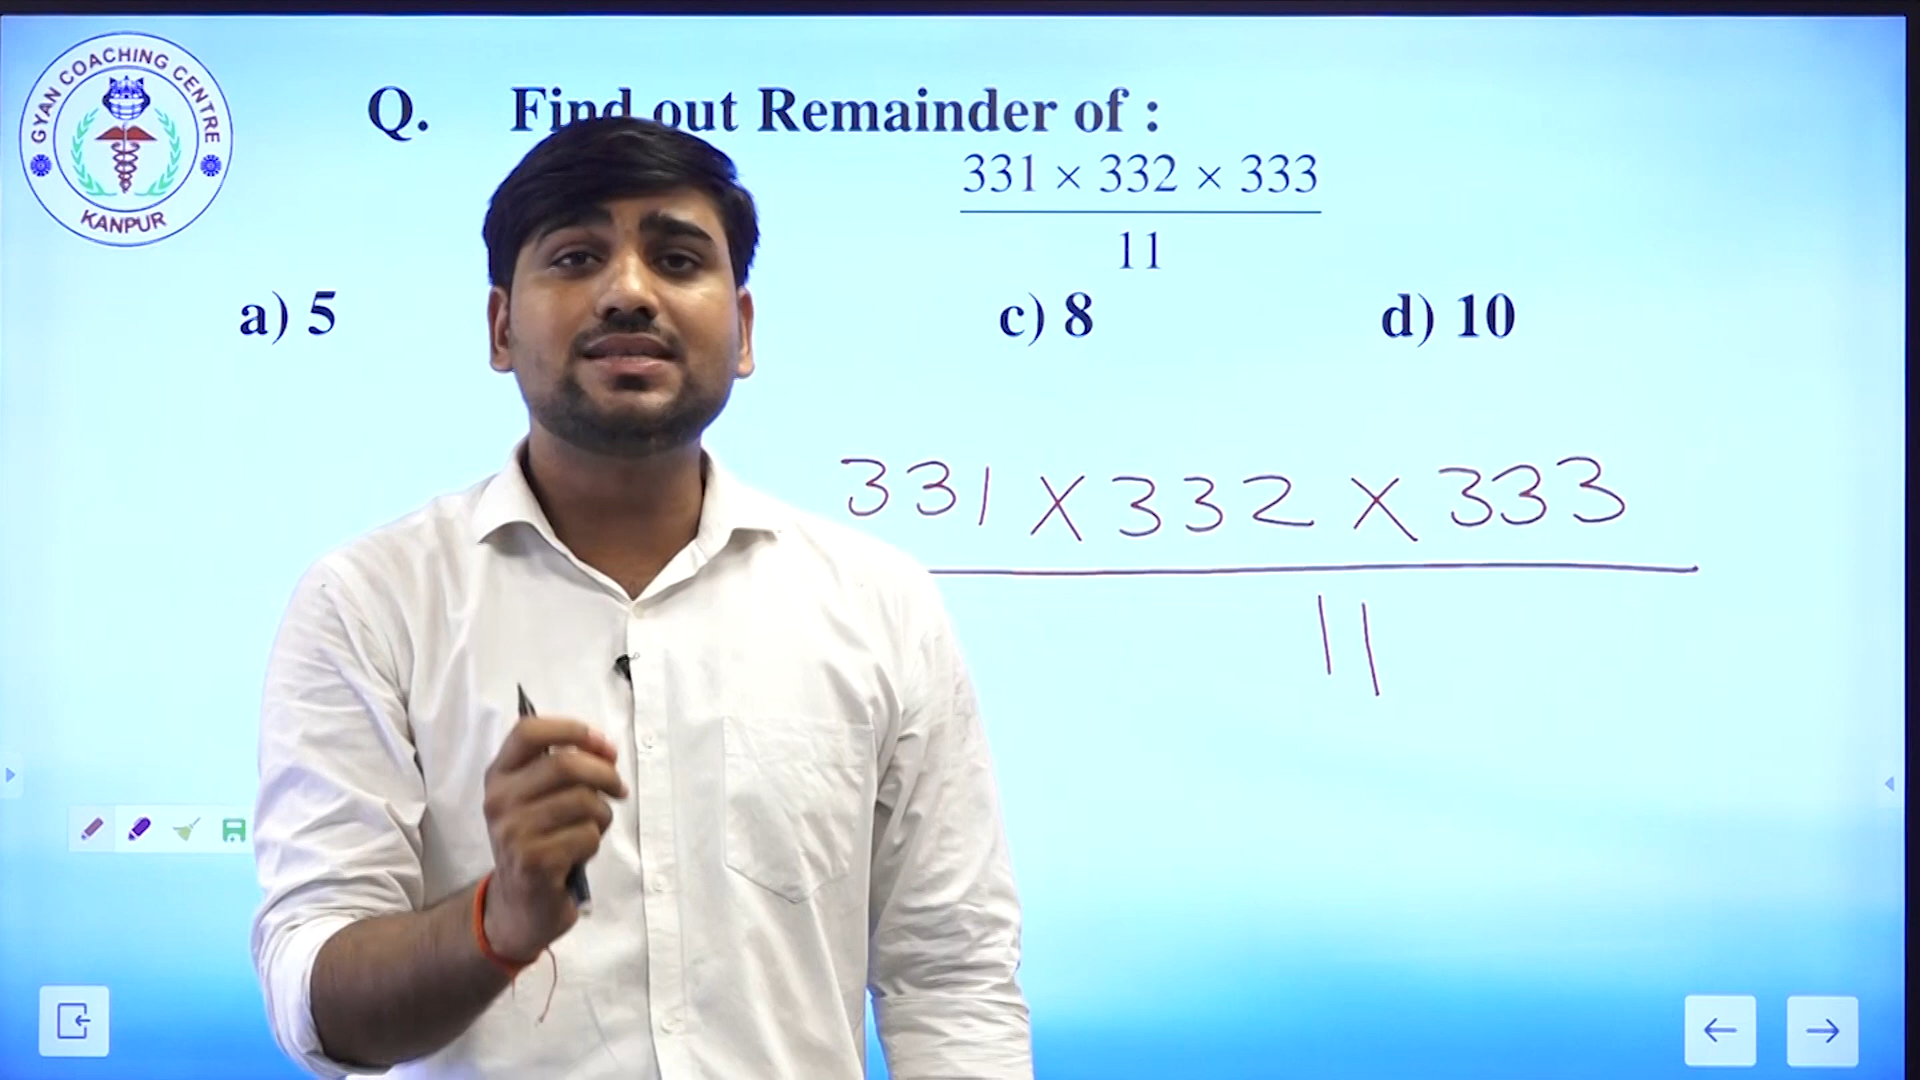 GYAN COACHING CENTRE
KANPUR
Q. Find out Remainder of :
331 × 332 × 333
11
a) 5 c) 8 d) 10
331 X 332 X 333
11